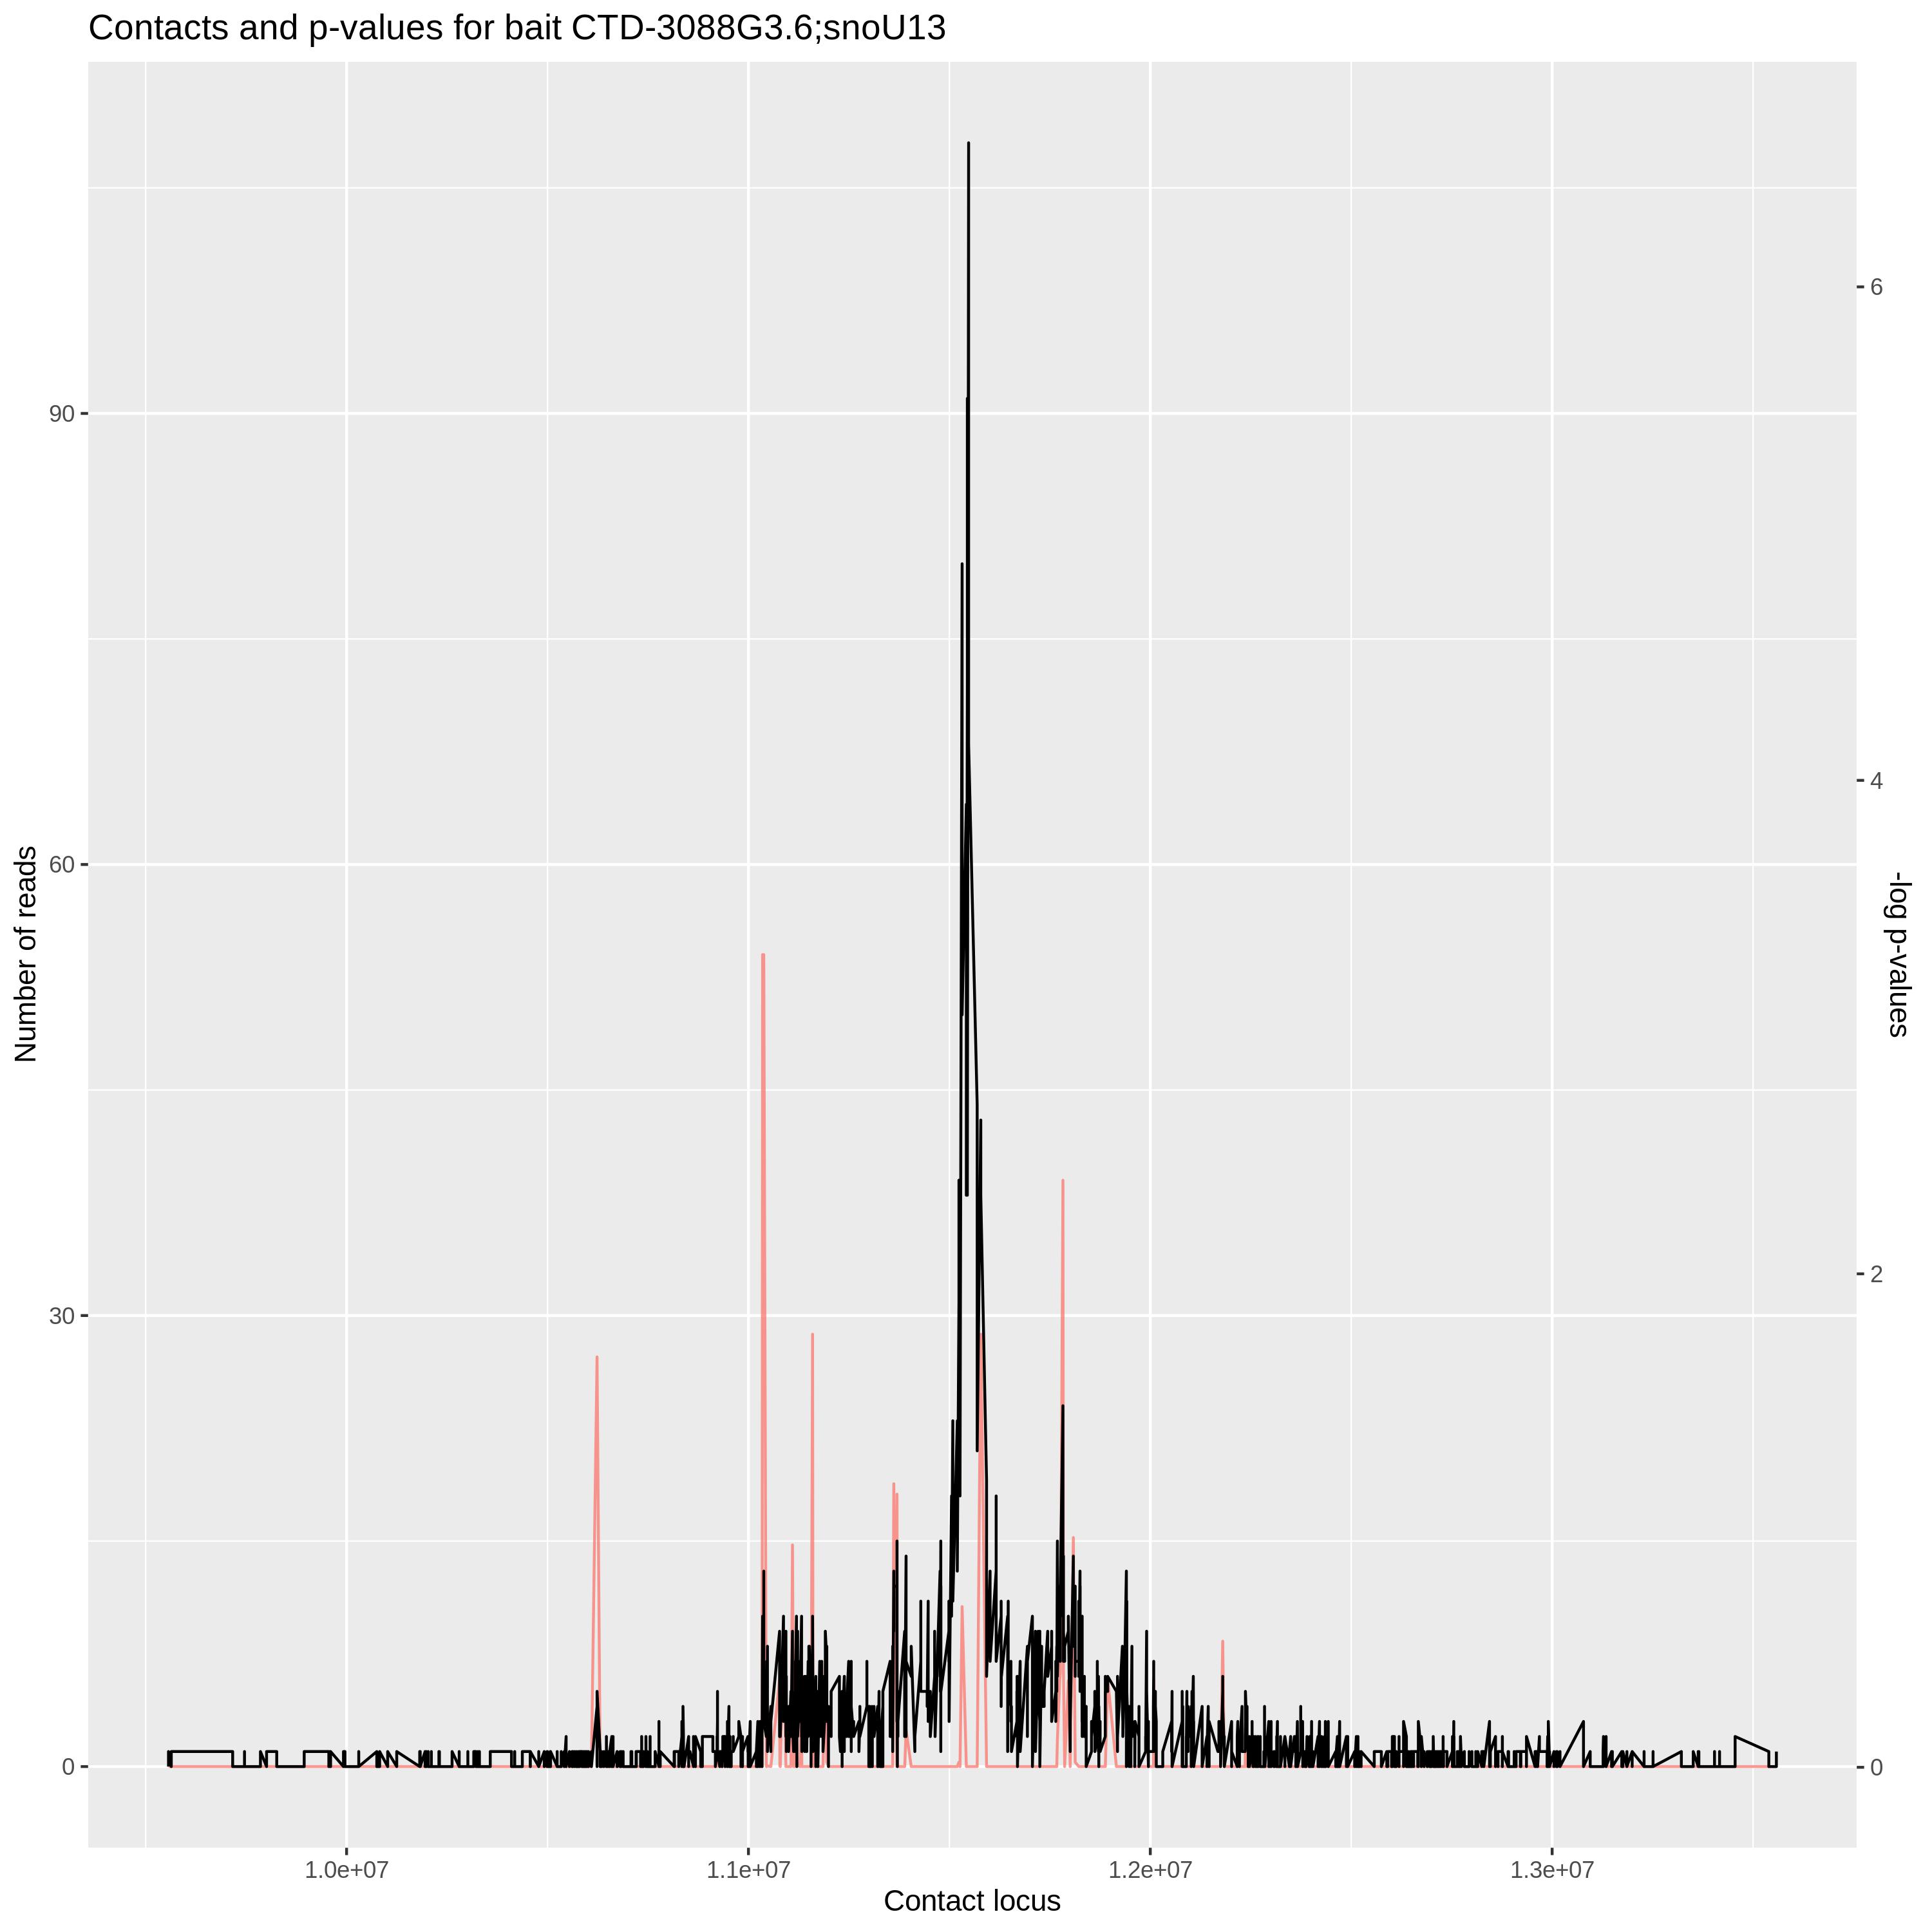 Contacts and p-values for bait CTD-3088G3.6;snoU13
90
60
30
0
Number of reads
6
4
2
0
-log p-values
1.0e+07
1.1e+07
1.2e+07
1.3e+07
Contact locus